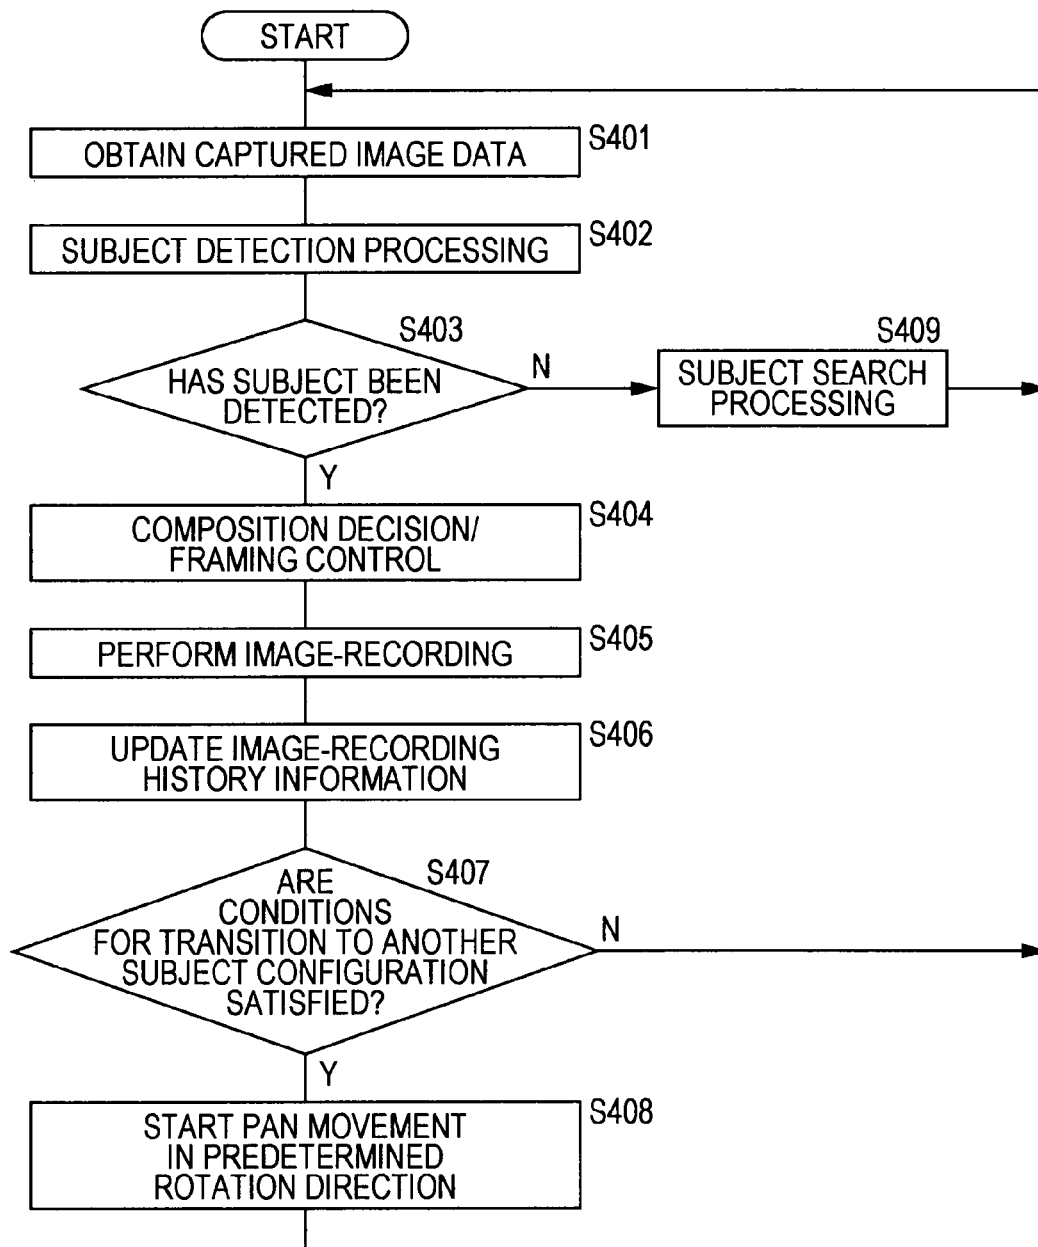 START
OBTAIN CAPTURED IMAGE DATA
S401
SUBJECT DETECTION PROCESSING
S402
S403
HAS SUBJECT BEEN
DETECTED?
N
S409
SUBJECT SEARCH
PROCESSING
Y
COMPOSITION DECISION/
FRAMING CONTROL
S404
PERFORM IMAGE-RECORDING
S405
UPDATE IMAGE-RECORDING
HISTORY INFORMATION
S406
S407
ARE
CONDITIONS
FOR TRANSITION TO ANOTHER
SUBJECT CONFIGURATION
SATISFIED?
N
Y
START PAN MOVEMENT
IN PREDETERMINED
ROTATION DIRECTION
S408